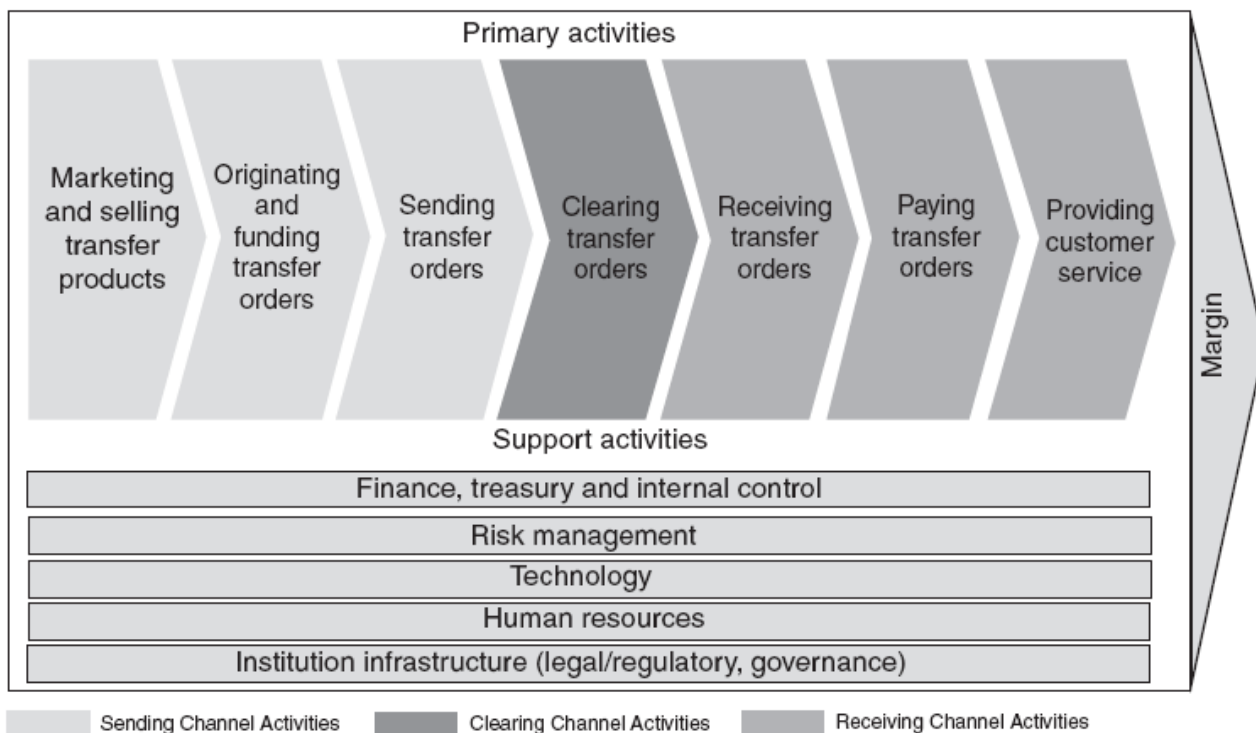 Primary activities
Marketing
and selling
transfer
products
Originating
and
funding
transfer
orders
Sending
transfer
orders
Clearing
transfer
orders
Receiving
transfer
orders
Paying
transfer
orders
Providing
customer
service
Margin
Support activities
Finance, treasury and internal control
Risk management
Technology
Human resources
Institution infrastructure (legal/regulatory, governance)
Sending Channel Activities
Clearing Channel Activities
Receiving Channel Activities